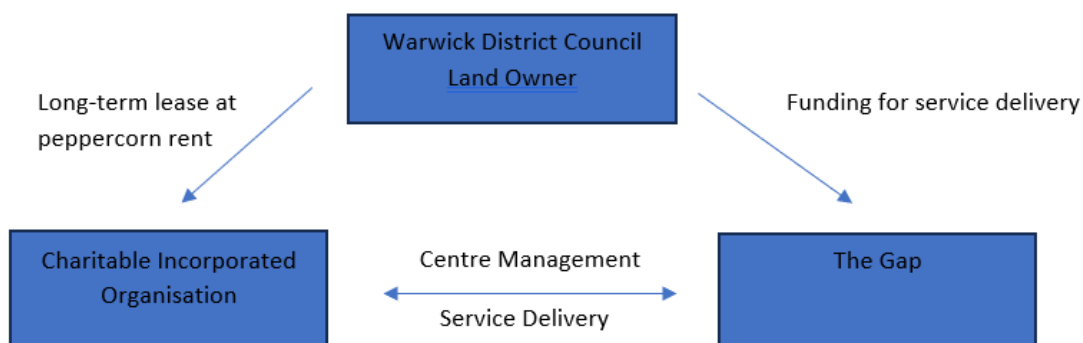 Warwick District Council
Land Owner
Long-term lease at
peppercorn rent
Funding for service delivery
Charitable Incorporated
Organisation
Centre Management
Service Delivery
The Gap